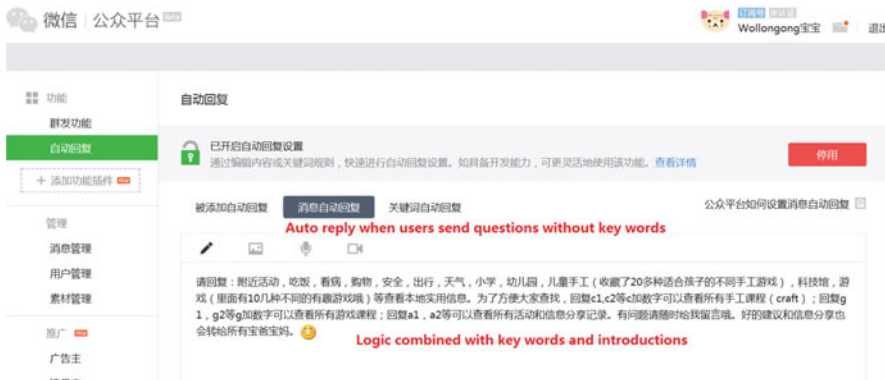 微信 | 公众平台 Beta
订阅号 未认证
Wollongong宝宝
退出
功能
群发功能
自动回复
+ 添加功能插件
管理
消息管理
用户管理
素材管理
推广
广告主
自动回复
已开启自动回复设置
通过编辑内容或关键词规则，快速进行自动回复设置。如具备开发能力，可更灵活地使用该功能。查看详情
停用
被添加自动回复 消息自动回复 关键词自动回复
公众平台如何设置消息自动回复
Auto reply when users send questions without key words
请回复：附近活动，吃饭，看病，购物，安全，出行，天气，小学，幼儿园，儿童手工（收藏了20多种适合孩子的不同手工游戏），科技馆，游
戏（里面有10几种不同的有趣游戏哦）等查看本地实用信息。为了方便大家查找，回复c1,c2等c加数字可以查看所有手工课程（craft）；回复g
1，g2等g加数字可以查看所有游戏课程；回复a1，a2等可以查看所有活动和信息分享记录。有问题请随时给我留言哦。好的建议和信息分享也
会转给所有宝爸宝妈。
Logic combined with key words and introductions